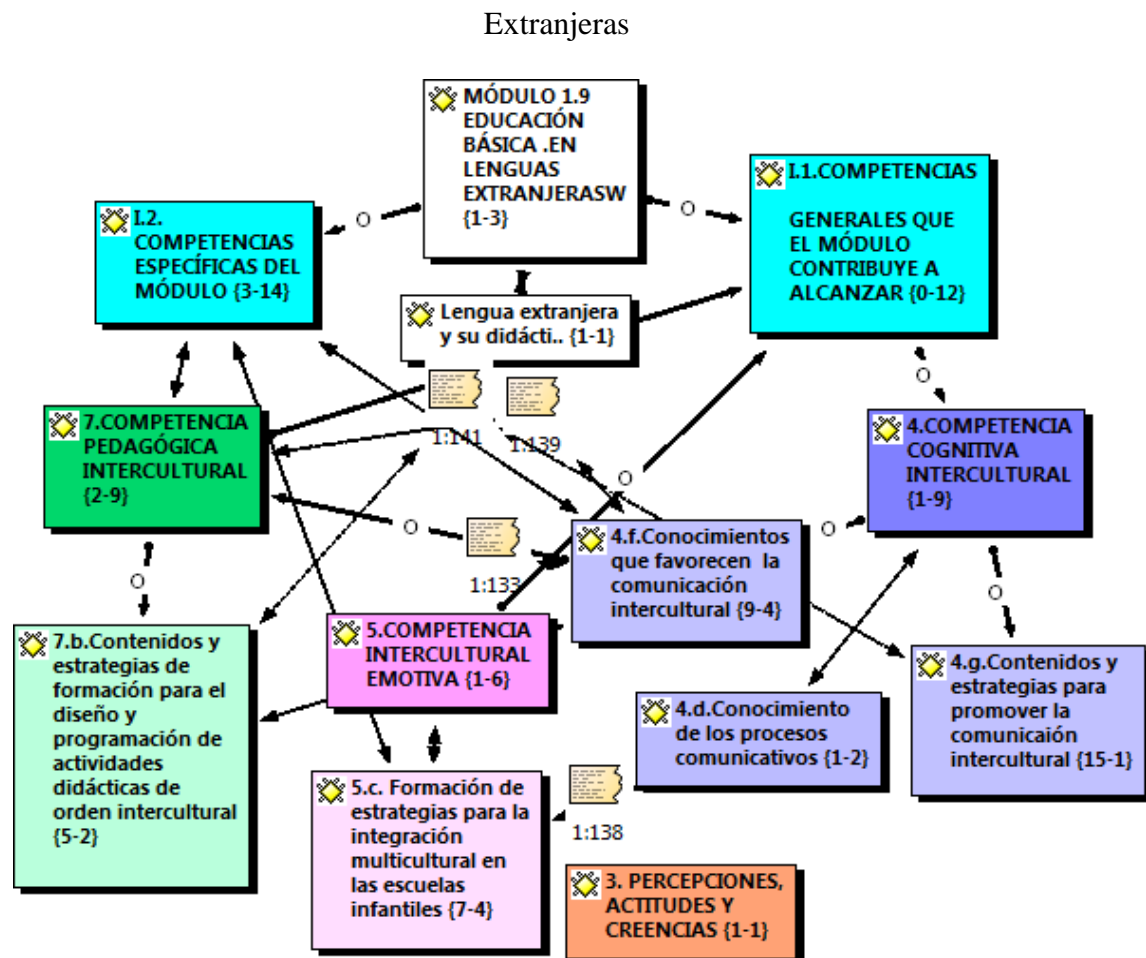 Extranjeras
MÓDULO 1.9
EDUCACIÓN
BÁSICA .EN
LENGUAS
EXTRANJERASW
{1-3}
I.1.COMPETENCIAS
GENERALES QUE
EL MÓDULO
CONTRIBUYE A
ALCANZAR {0-12}
I.2.
COMPETENCIAS
ESPECÍFICAS DEL
MÓDULO {3-14}
O
O
Lengua extranjera
y su didácti.. {1-1}
O
7.COMPETENCIA
PEDAGÓGICA
INTERCULTURAL
{2-9}
1:141
1:139
4.COMPETENCIA
COGNITIVA
INTERCULTURAL
{1-9}
O
O
O
4.f.Conocimientos
que favorecen la
comunicación
intercultural {9-4}
1:133
O
O
7.b.Contenidos y
estrategias de
formación para el
diseño y
programación de
actividades
didácticas de
orden intercultural
{5-2}
5.COMPETENCIA
INTERCULTURAL
EMOTIVA {1-6}
4.g.Contenidos y
estrategias para
promover la
comunicaión
intercultural {15-1}
4.d.Conocimiento
de los procesos
comunicativos {1-2}
5.c. Formación de
estrategias para la
integración
multicultural en
las escuelas
infantiles {7-4}
1:138
3. PERCEPCIONES,
ACTITUDES Y
CREENCIAS {1-1}